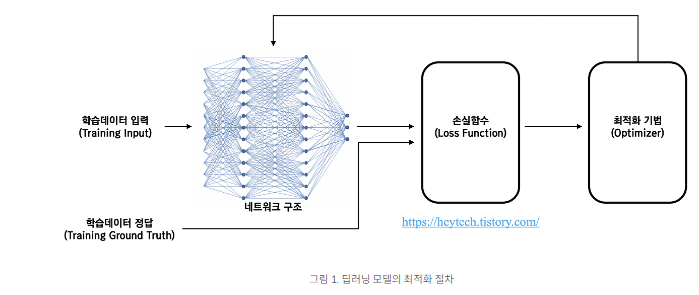 학습데이터 입력
(Training Input)
네트워크 구조
학습데이터 정답
(Training Ground Truth)
손실함수
(Loss Function)
최적화 기법
(Optimizer)
https://hcytech.tistory.com/
그림 1. 딥러닝 모델의 최적화 절차